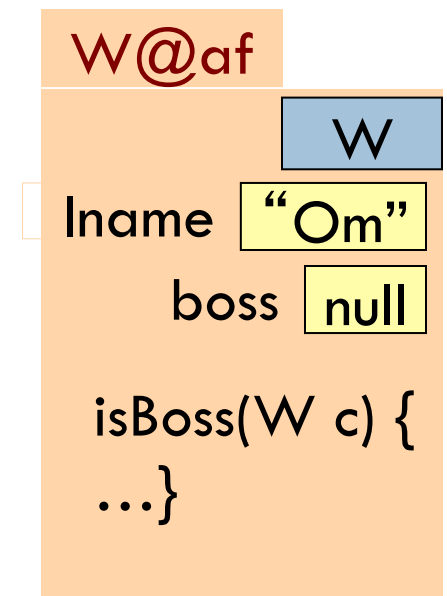 W@af
W
lname “Om”
boss null
isBoss(W c) {
…}